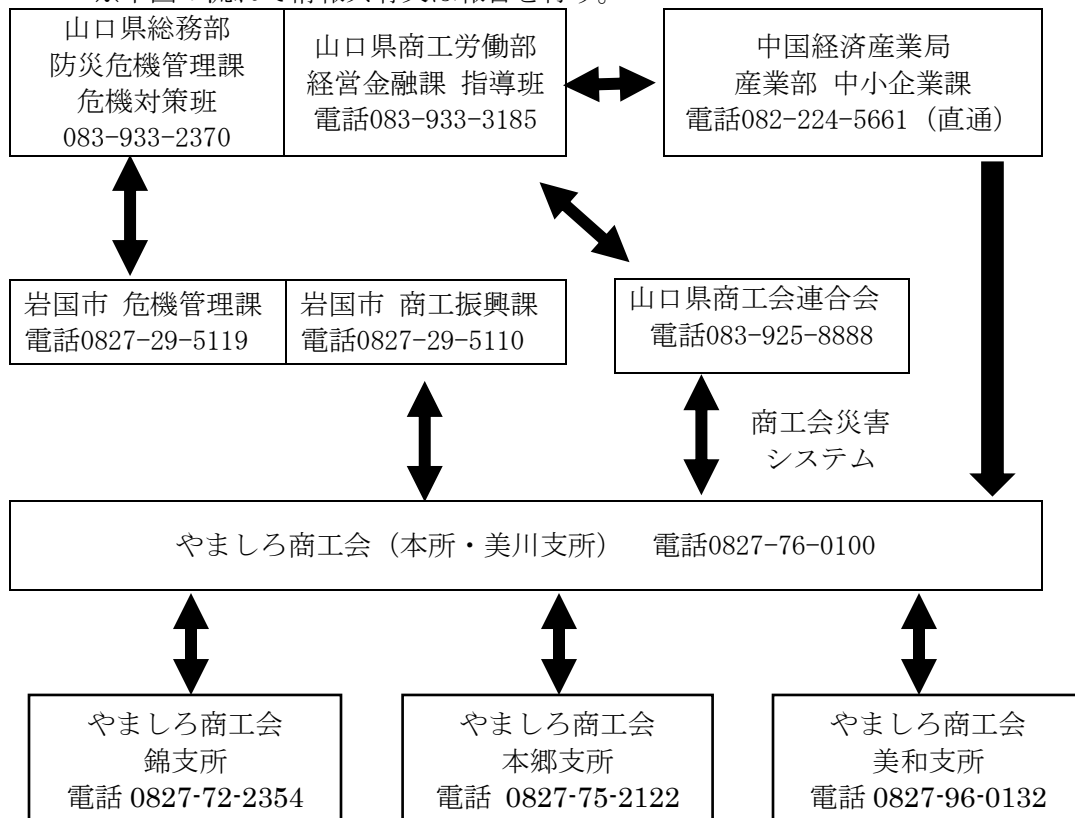 山口県総務部
防災危機管理課
危機対策班
083-933-2370
山口県商工労働部
経営金融課 指導班
電話083-933-3185
中国経済産業局
産業部 中小企業課
電話082-224-5661（直通）
岩国市 危機管理課
電話0827-29-5119
岩国市 商工振興課
電話0827-29-5110
山口県商工会連合会
電話083-925-8888
商工会災害
システム
やましろ商工会（本所・美川支所） 電話0827-76-0100
やましろ商工会
錦支所
電話 0827-72-2354
やましろ商工会
本郷支所
電話 0827-75-2122
やましろ商工会
美和支所
電話 0827-96-0132